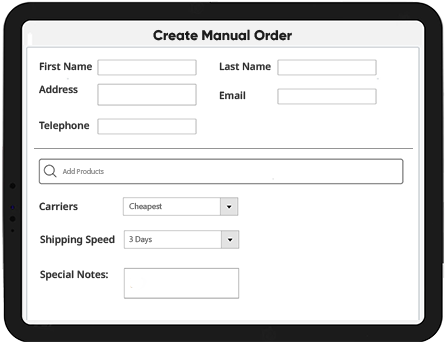 Create Manual Order
First Name
Last Name
Address
Email
Telephone
Add Products
Carriers Cheapest
Shipping Speed 3 Days
Special Notes: